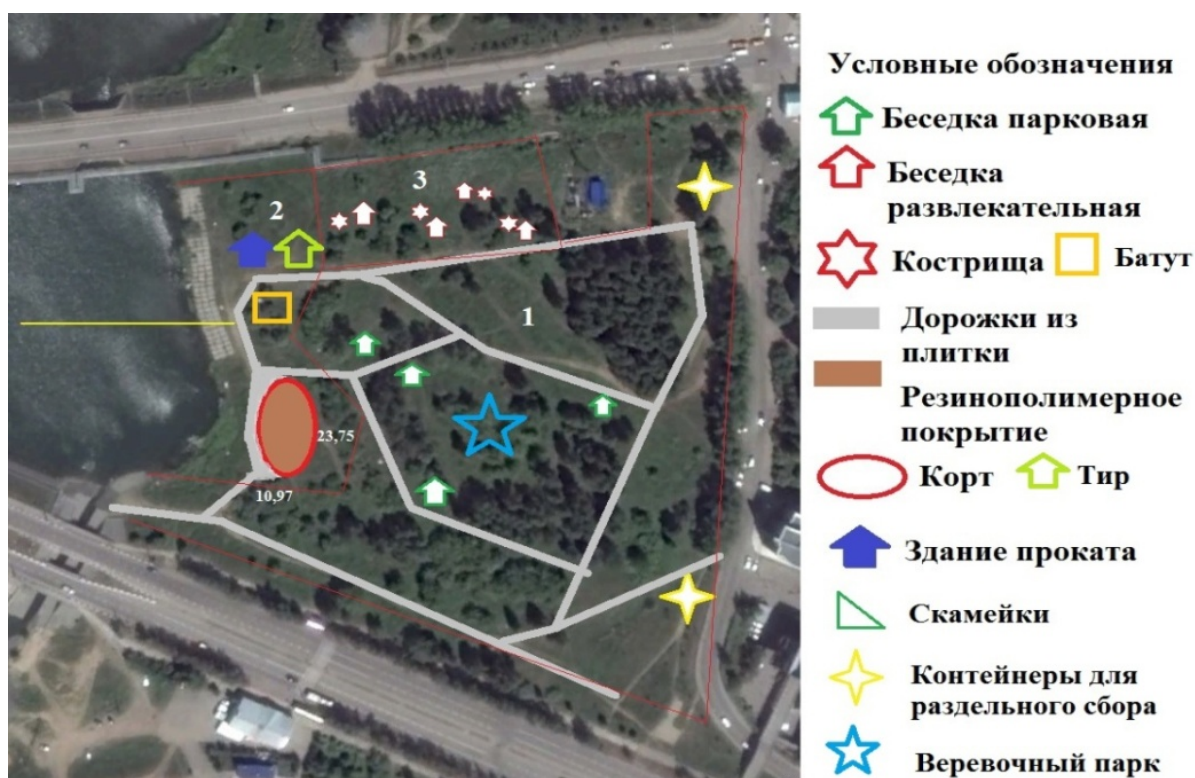 Условные обозначения
Беседка парковая
Беседка
развлекательная
Кострища
Батут
Дорожки из
плитки
Резинополимерное
покрытие
Корт
Тир
Здание проката
Скамейки
Контейнеры для
раздельного сбора
Веревочный парк
3
2
1
23,75
10,97